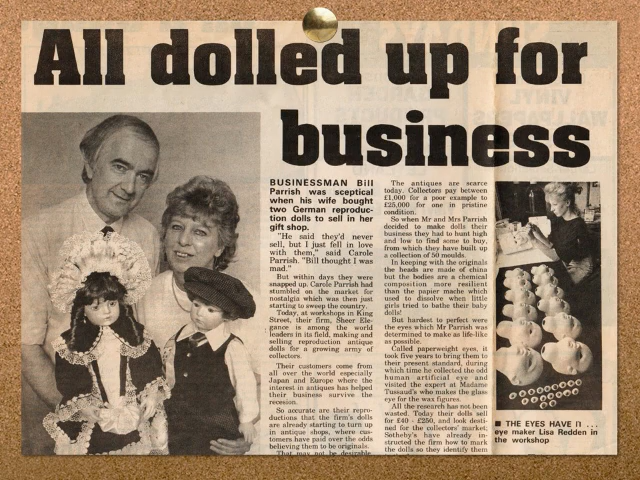 All dolled up for
business
BUSINESSMAN Bill
Parrish was sceptical
when his wife bought
two German reproduc-
tion dolls to sell in her
gift shop.
"He said they'd never
sell, but I just fell in love
with them," said Carole
Parrish. "Bill thought I was
mad."
But within days they were
snapped up. Carole Parrish had
stumbled on the market for
nostalgia which was then just
starting to sweep the country.
Today, at workshops in King
Street, their firm, Sheer Ele-
gance is among the world
leaders in its field, making and
selling reproduction antique
dolls for a growing army of
collectors.
Their customers come from
all over the world especially
Japan and Europe where the
interest in antiques has helped
their business survive the
recession.
So accurate are their repro-
ductions that the firm's dolls
are already starting to turn up
in antique shops, where cus-
tomers have paid over the odds
believing them to be originals.
That may not be desirable,
The antiques are scarce
today. Collectors pay between
£1,000 for a poor example to
£25,000 for one in pristine
condition.
So when Mr and Mrs Parrish
decided to make dolls their
business they had to hunt high
and low to find some to buy,
from which they have built up
a collection of 50 moulds.
In keeping with the originals
the heads are made of china
but the bodies are a chemical
composition more resilient
than the papier mache which
used to dissolve when little
girls tried to bathe their baby
dolls!
But hardest to perfect were
the eyes which Mr Parrish was
determined to make as life-like
as possible.
Called paperweight eyes, it
took five years to bring them to
their present standard, during
which time he collected the odd
human artificial eye and
visited the expert at Madame
Tussaud's who makes the glass
eye for the wax figures.
All the research has not been
wasted. Today their dolls sell
for £40 - £250, and look desti-
ned for the collectors' market;
Sotheby's have already in-
structed the firm how to mark
the dolls so they identify them
■ THE EYES HAVE IT ...
eye maker Lisa Redden in
the workshop